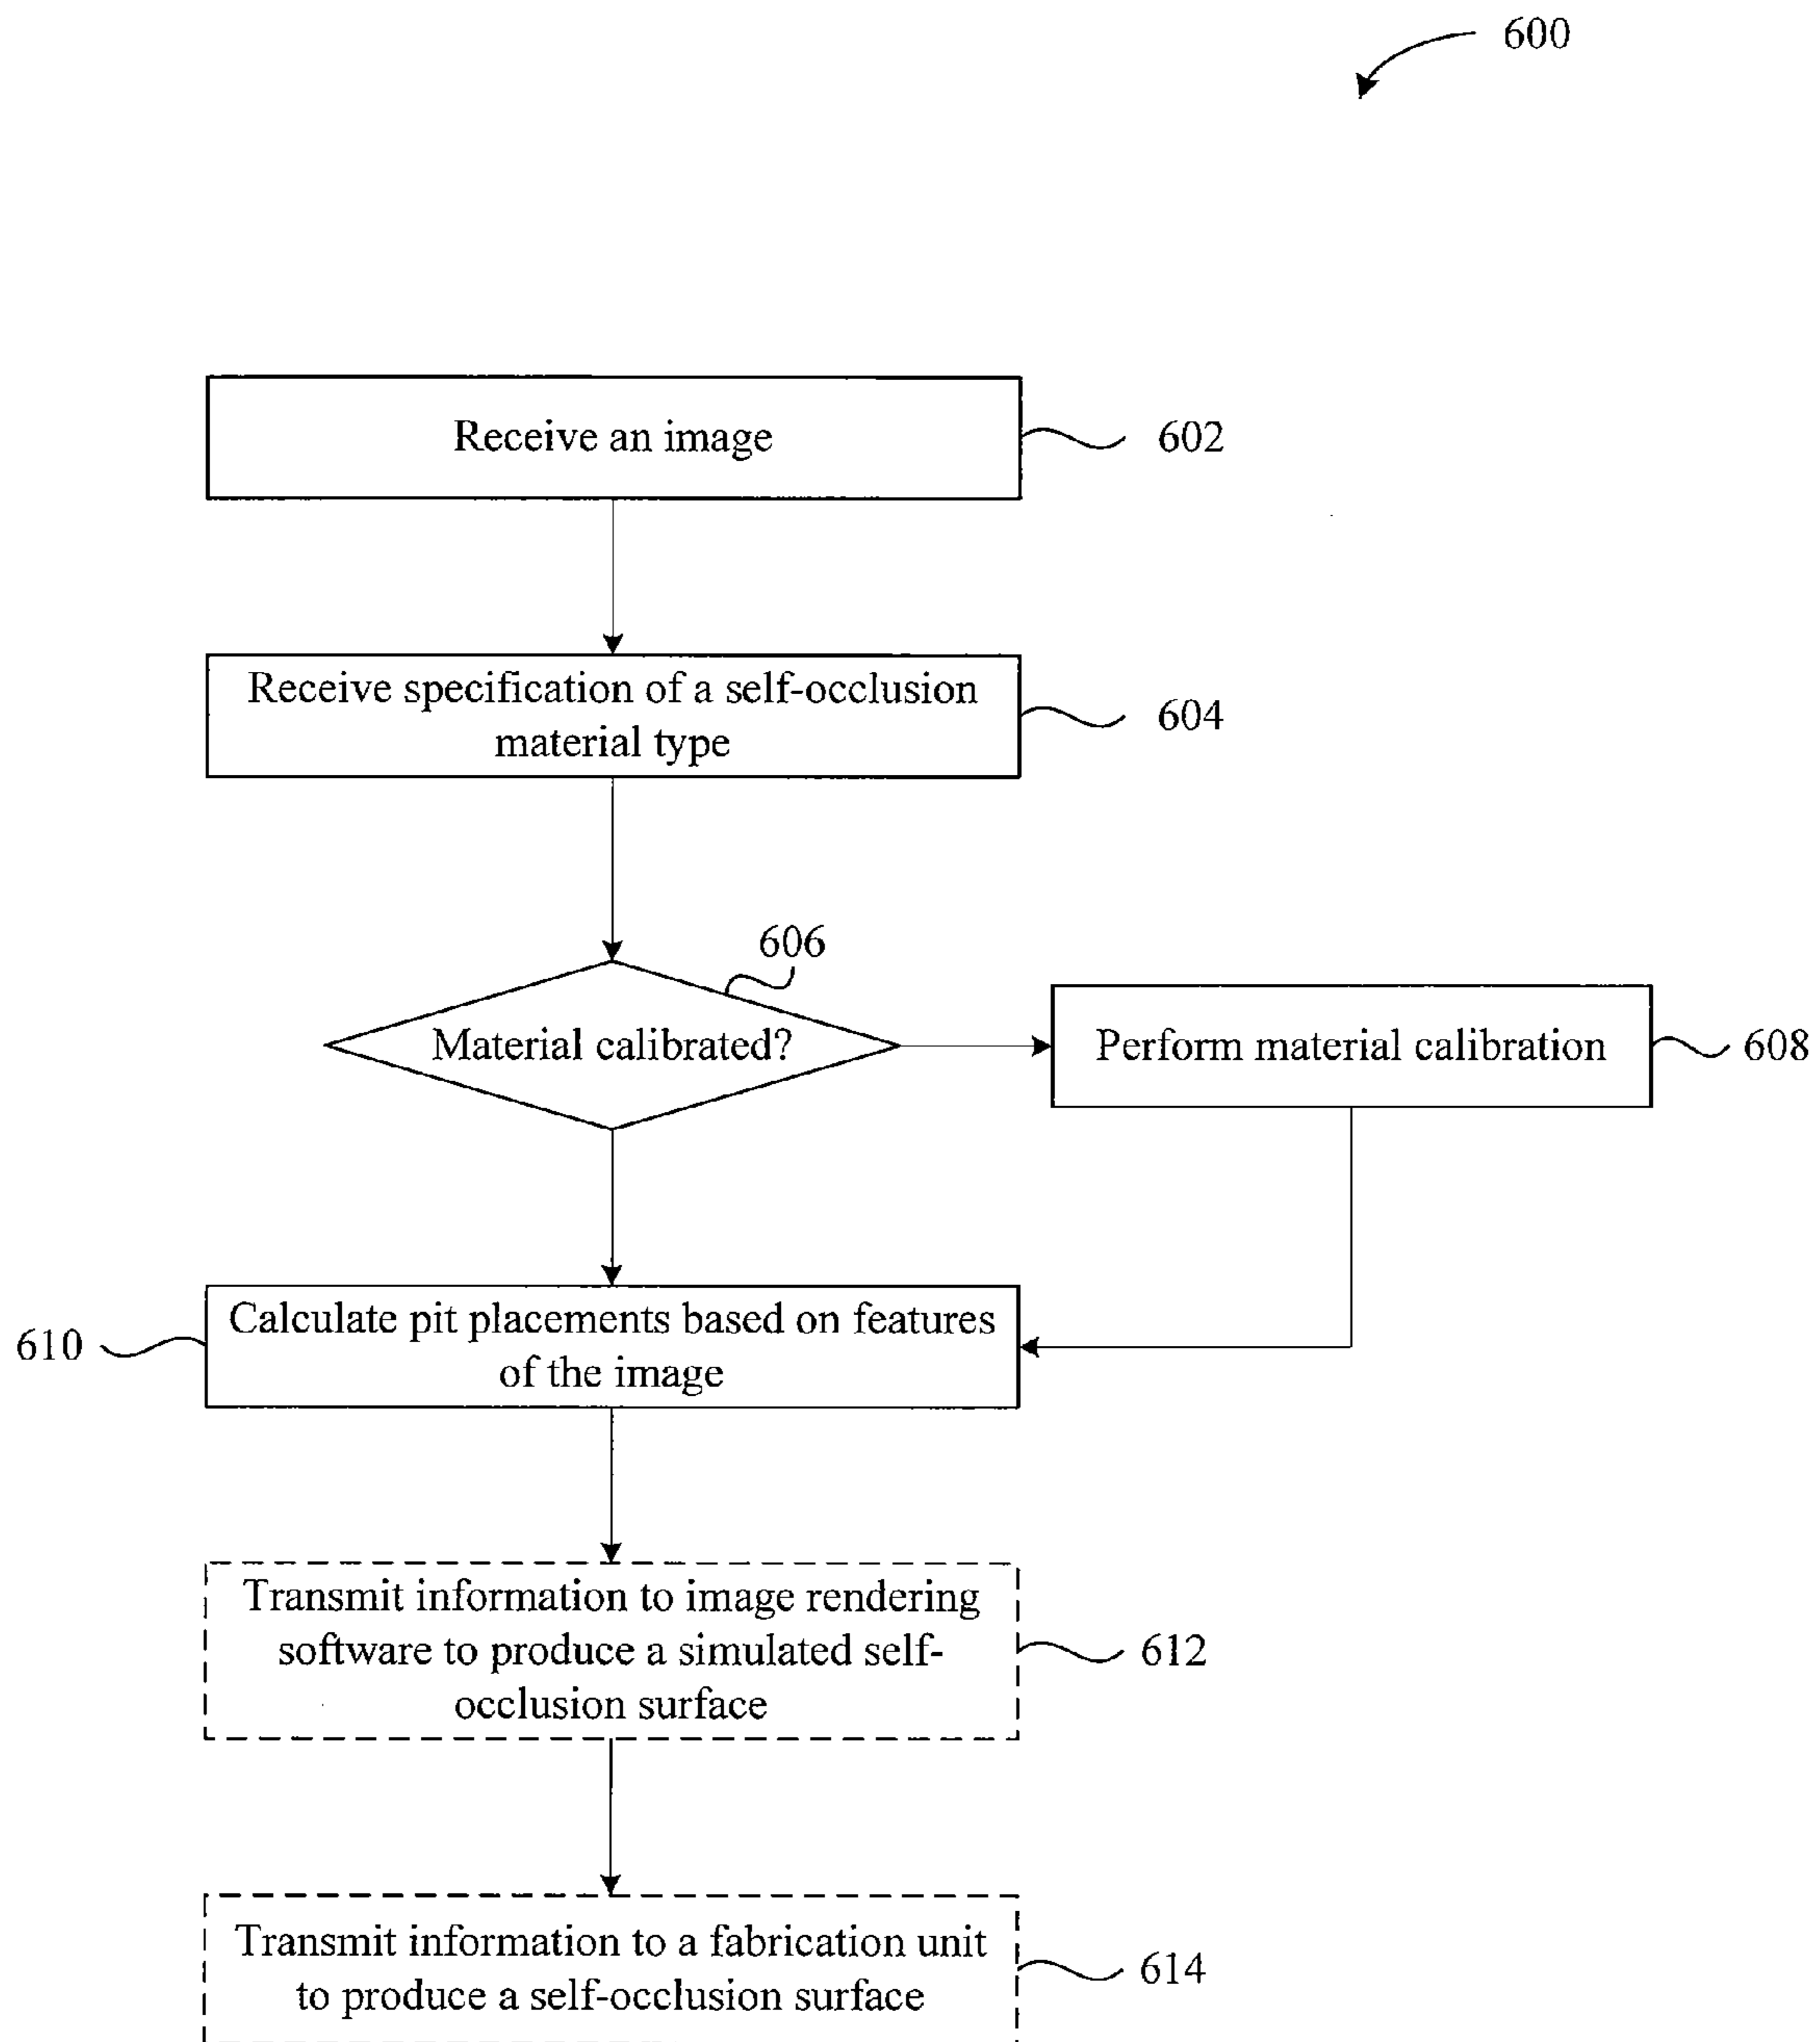 600
Receive an image
602
Receive specification of a self-occlusion
material type
604
606
Material calibrated?
Perform material calibration
608
Calculate pit placements based on features
of the image
610
Transmit information to image rendering
software to produce a simulated self-
occlusion surface
612
Transmit information to a fabrication unit
to produce a self-occlusion surface
614